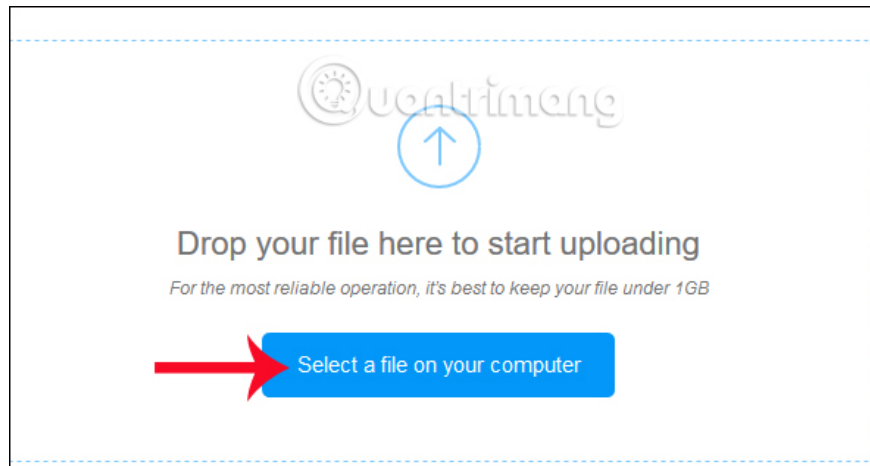 Quantrimang
Drop your file here to start uploading
For the most reliable operation, it's best to keep your file under 1GB
Select a file on your computer